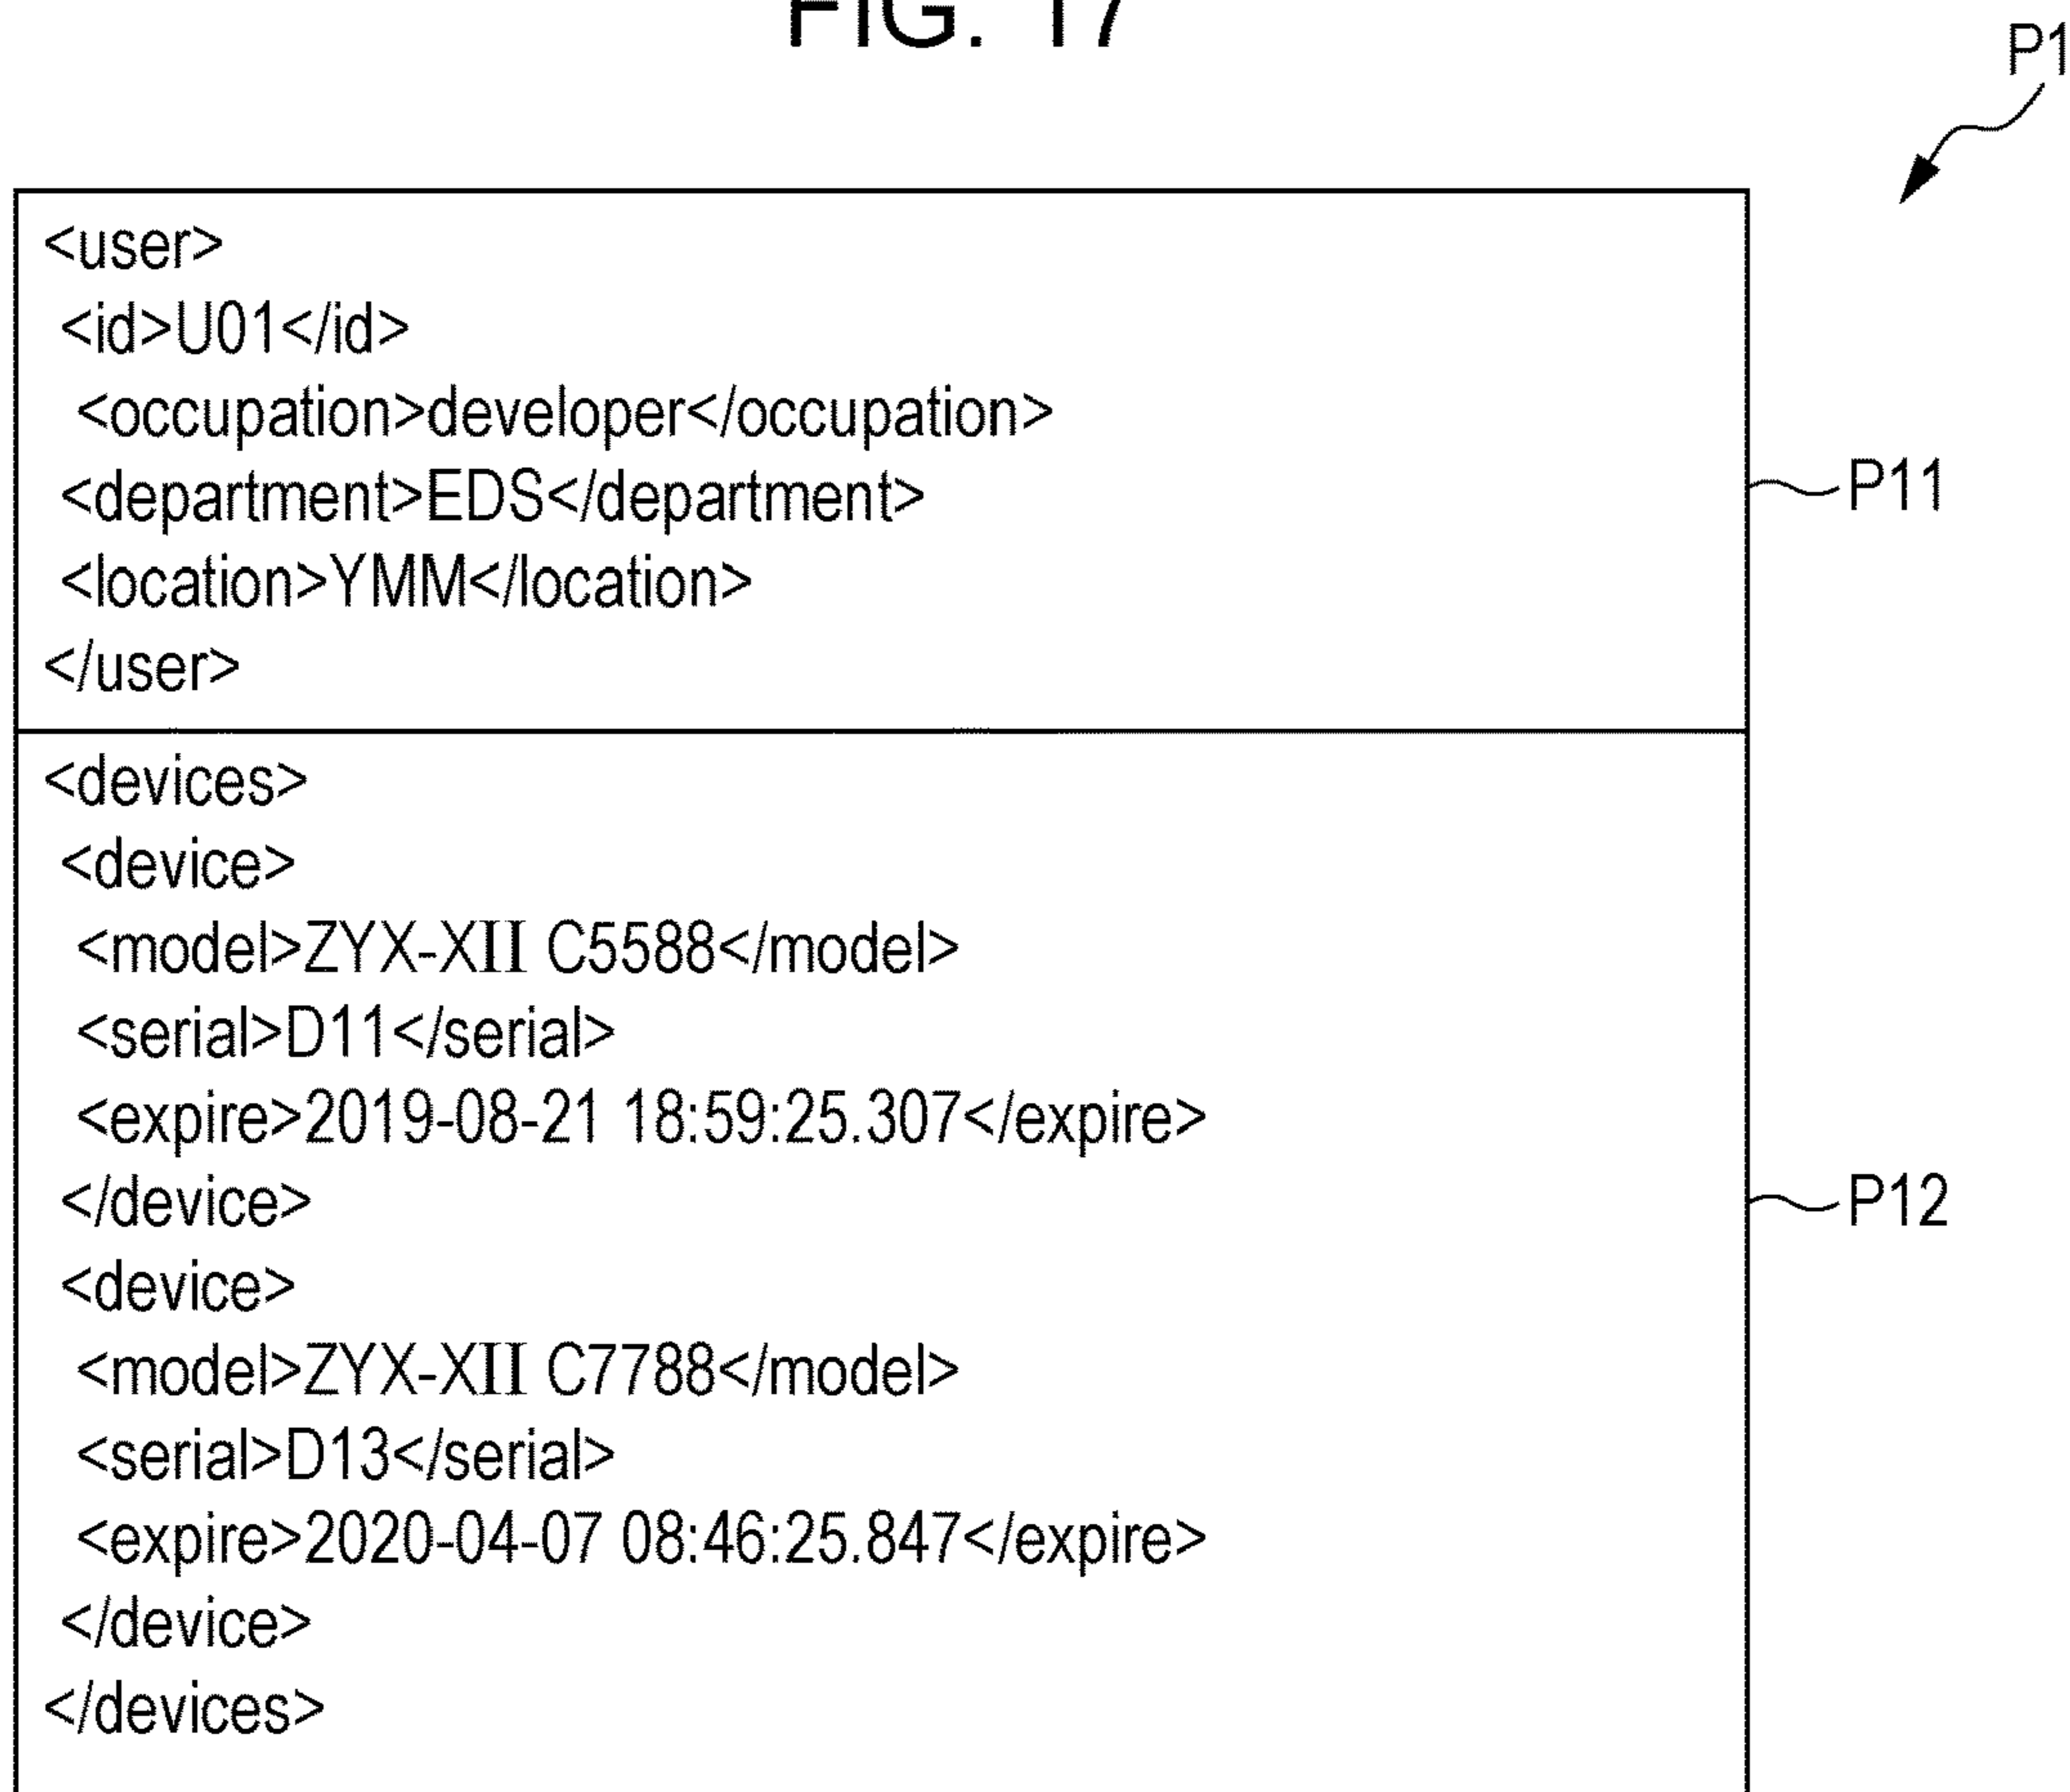 FIG. 17
P1
<user>
<id>U01</id>
<occupation>developer</occupation>
<department>EDS</department>
<location>YMM</location>
</user>
P11
<devices>
<device>
<model>ZYX-XII C5588</model>
<serial>D11</serial>
<expire>2019-08-21 18:59:25.307</expire>
</device>
<device>
<model>ZYX-XII C7788</model>
<serial>D13</serial>
<expire>2020-04-07 08:46:25.847</expire>
</device>
</devices>
P12